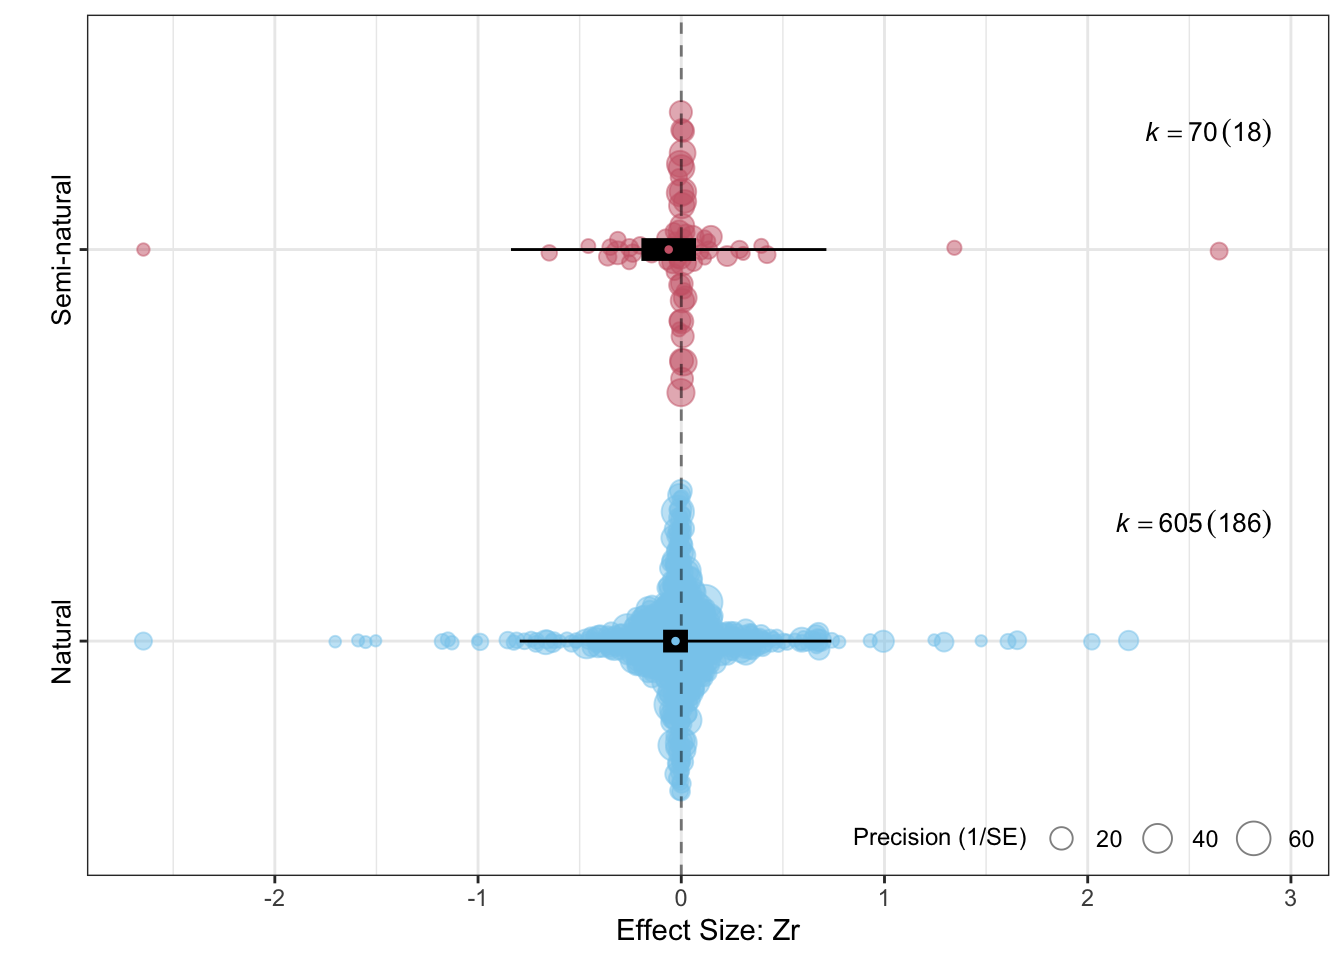 Semi-natural
k = 70 (18)
Natural
k = 605 (186)
Precision (1/SE) 20 40 60
-2 -1 0 1 2 3
Effect Size: Zr